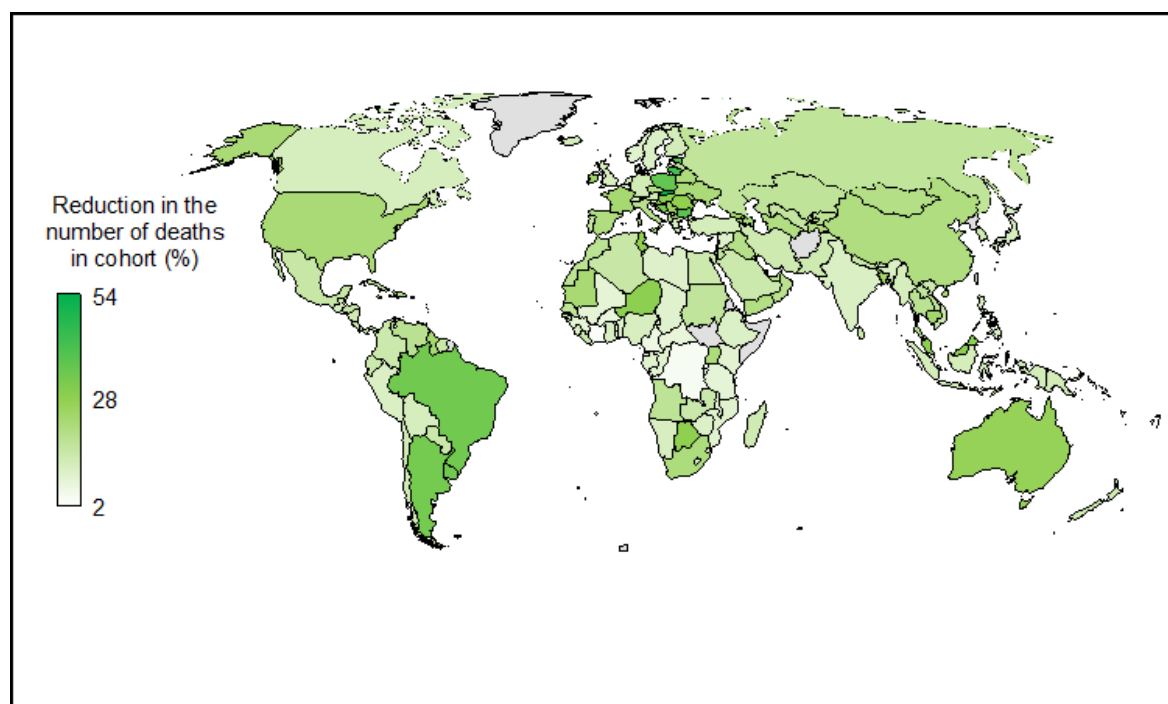 Reduction in the
number of deaths
in cohort (%)
54
28
2